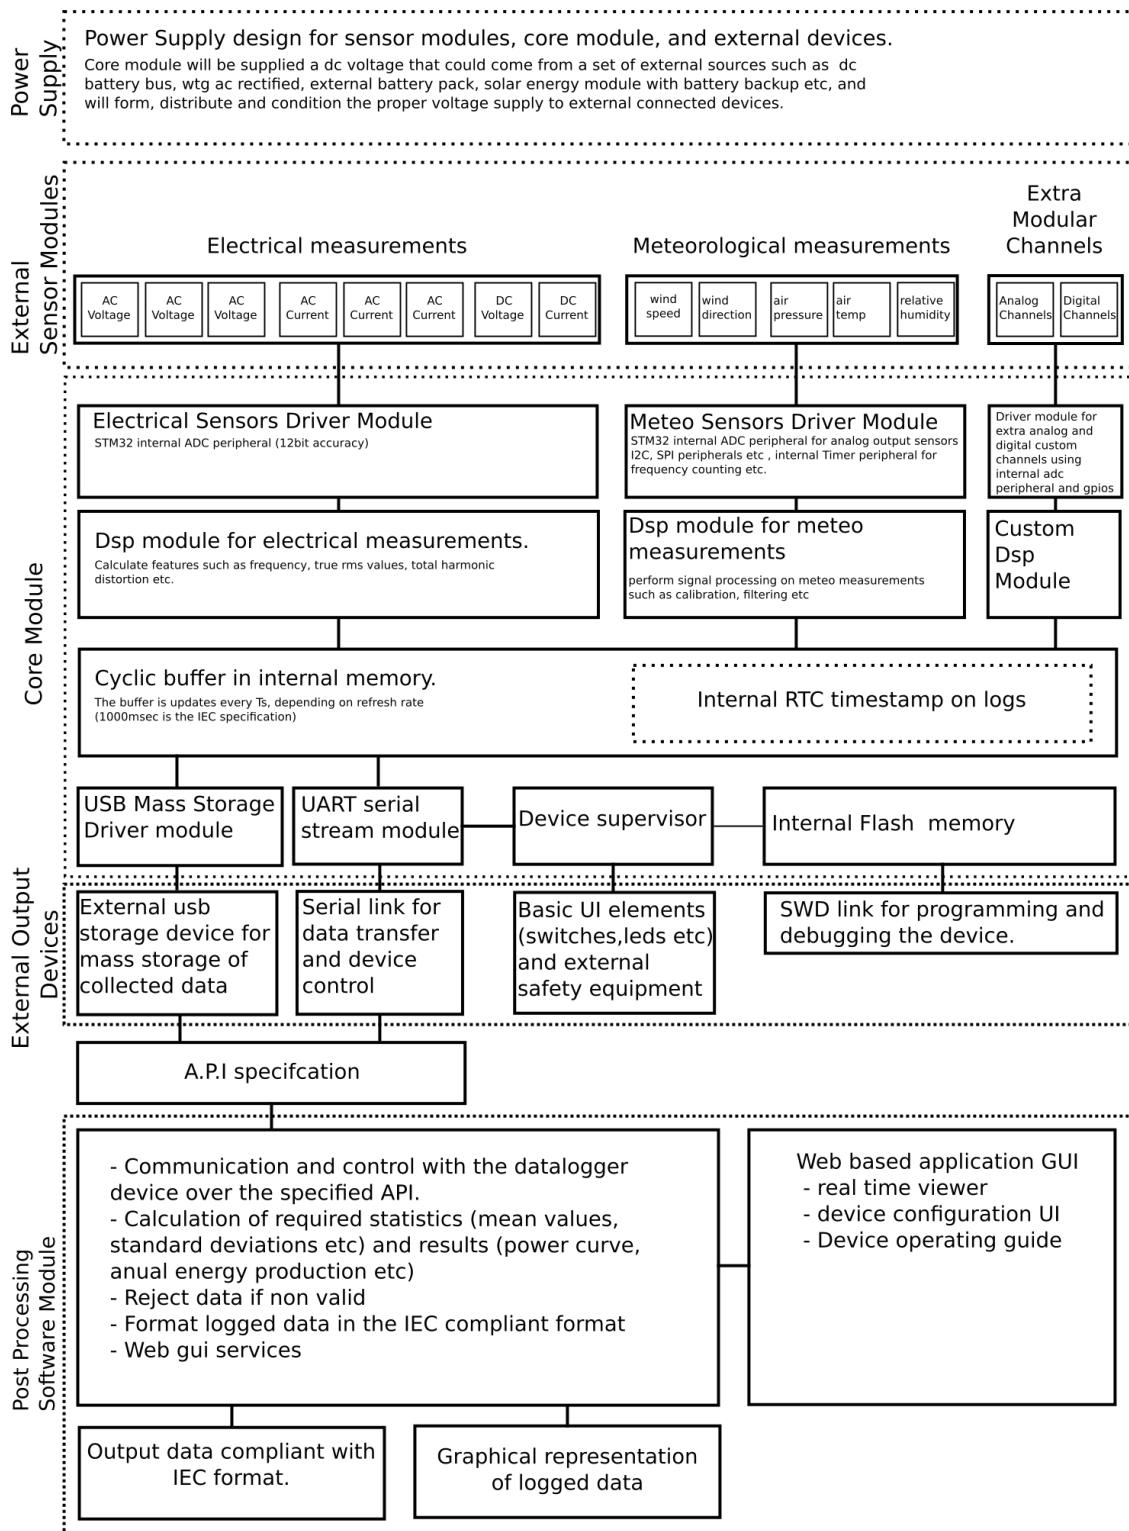 Power
Supply
Power Supply design for sensor modules, core module, and external devices.
Core module will be supplied a dc voltage that could come from a set of external sources such as  dc
battery bus, wtg ac rectified, external battery pack, solar energy module with battery backup etc, and
will form, distribute and condition the proper voltage supply to external connected devices.
External
Sensor Modules
Electrical measurements
Meteorological measurements
Extra
Modular
Channels
AC
Voltage
AC
Voltage
AC
Voltage
AC
Current
AC
Current
AC
Current
DC
Voltage
DC
Current
wind
speed
wind
direction
air
pressure
air
temp
relative
humidity
Analog
Channels
Digital
Channels
Core Module
Electrical Sensors Driver Module
STM32 internal ADC peripheral (12bit accuracy)
Meteo Sensors Driver Module
STM32 internal ADC peripheral for analog output sensors
I2C, SPI peripherals etc , internal Timer peripheral for
frequency counting etc.
Driver module for
extra analog and
digital custom
channels using
internal adc
peripheral and gpios
Dsp module for electrical measurements.
Calculate features such as frequency, true rms values, total harmonic
distortion etc.
Dsp module for meteo
measurements
perform signal processing on meteo measurements
such as calibration, filtering etc
Custom
Dsp
Module
Cyclic buffer in internal memory.
The buffer is updates every Ts, depending on refresh rate
(1000msec is the IEC specification)
Internal RTC timestamp on logs
USB Mass Storage
Driver module
UART serial
stream module
Device supervisor
Internal Flash  memory
External Output
Devices
External usb
storage device for
mass storage of
collected data
Serial link for
data transfer
and device
control
Basic UI elements
(switches,leds etc)
and external
safety equipment
SWD link for programming and
debugging the device.
A.P.I specifcation
Post Processing
Software Module
- Communication and control with the datalogger
device over the specified API.
- Calculation of required statistics (mean values,
standard deviations etc) and results (power curve,
anual energy production etc)
- Reject data if non valid
- Format logged data in the IEC compliant format
- Web gui services
Web based application GUI
- real time viewer
- device configuration UI
- Device operating guide
Output data compliant with
IEC format.
Graphical representation
of logged data